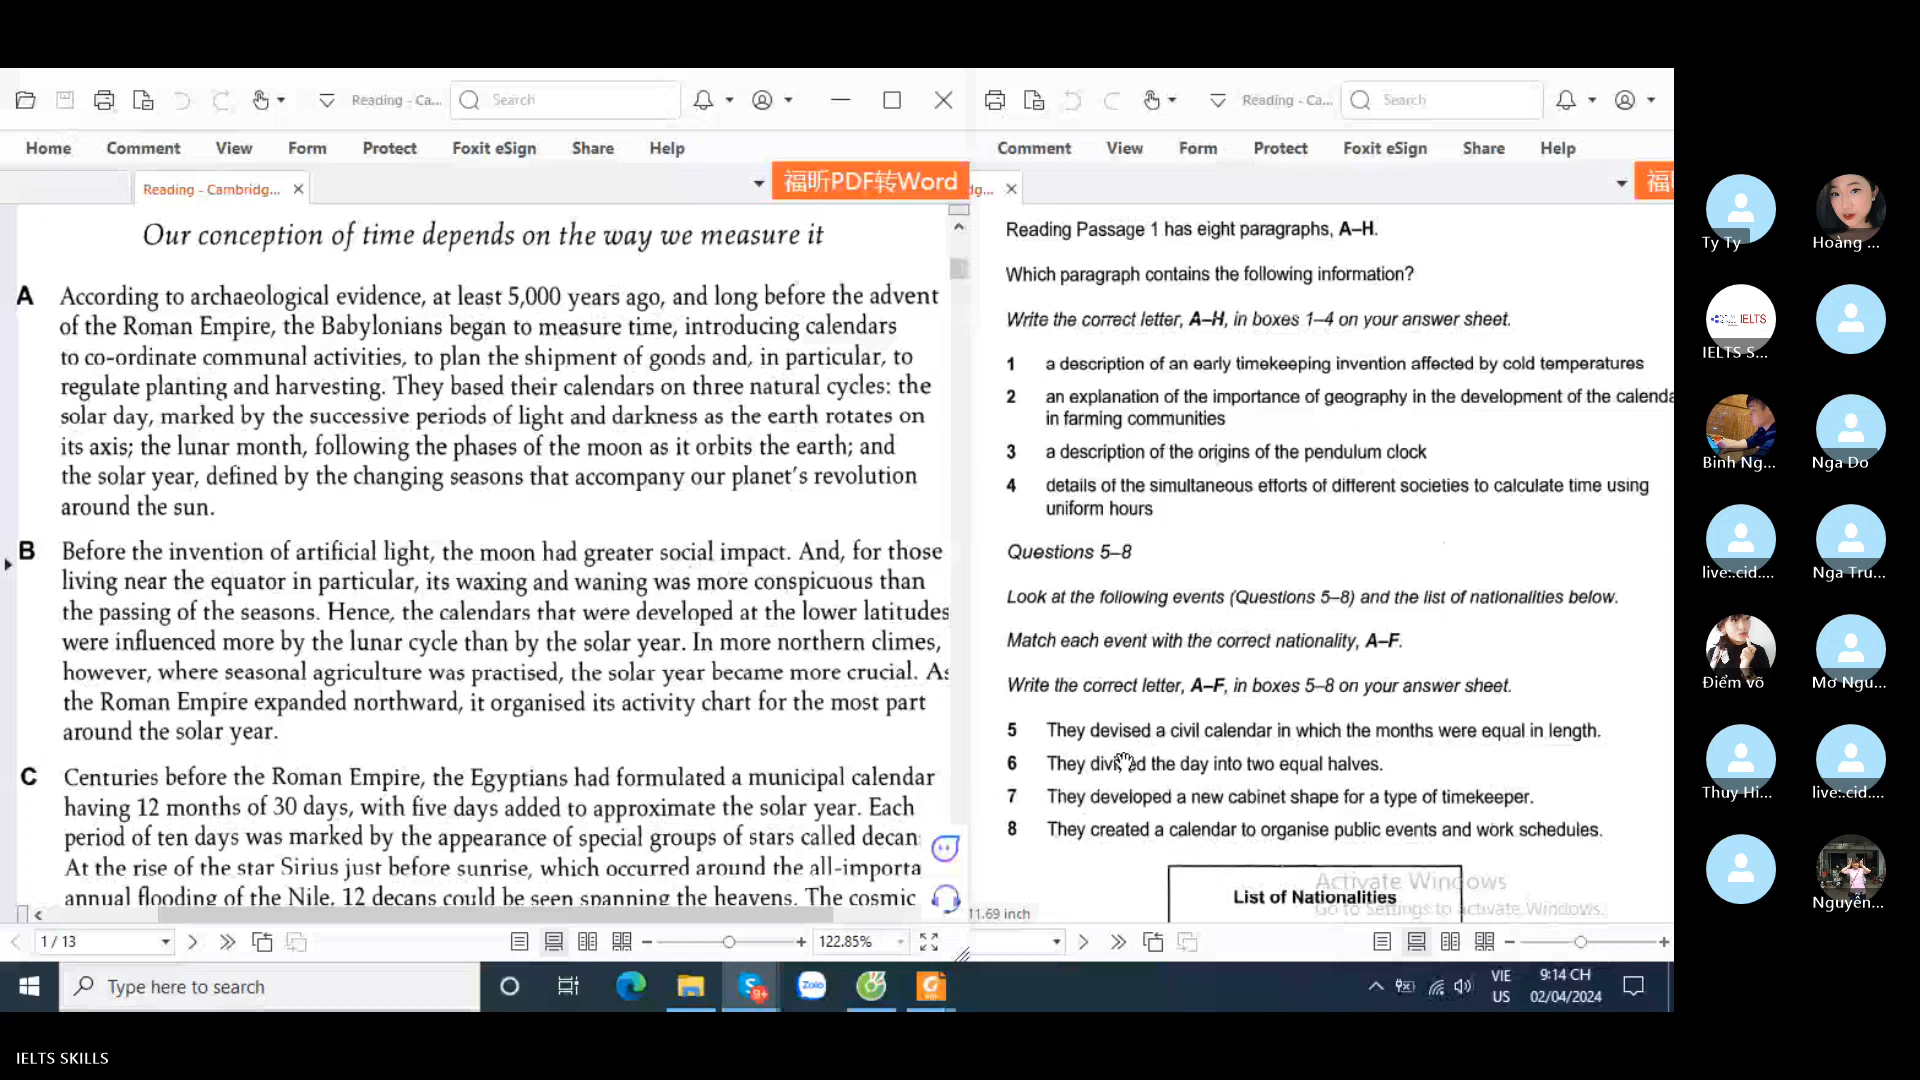 Reading - Ca...
Search
Reading - Ca...
Search
Home
Comment
View
Form
Protect
Foxit eSign
Share
Help
Comment
View
Form
Protect
Foxit eSign
Share
Help
Reading - Cambridg...
福昕PDF转Word
dg...
福
Our conception of time depends on the way we measure it
A According to archaeological evidence, at least 5,000 years ago, and long before the advent
of the Roman Empire, the Babylonians began to measure time, introducing calendars
to co-ordinate communal activities, to plan the shipment of goods and, in particular, to
regulate planting and harvesting. They based their calendars on three natural cycles: the
solar day, marked by the successive periods of light and darkness as the earth rotates on
its axis; the lunar month, following the phases of the moon as it orbits the earth; and
the solar year, defined by the changing seasons that accompany our planet's revolution
around the sun.
B Before the invention of artificial light, the moon had greater social impact. And, for those
living near the equator in particular, its waxing and waning was more conspicuous than
the passing of the seasons. Hence, the calendars that were developed at the lower latitudes
were influenced more by the lunar cycle than by the solar year. In more northern climes,
however, where seasonal agriculture was practised, the solar year became more crucial. As
the Roman Empire expanded northward, it organised its activity chart for the most part
around the solar year.
C Centuries before the Roman Empire, the Egyptians had formulated a municipal calendar
having 12 months of 30 days, with five days added to approximate the solar year. Each
period of ten days was marked by the appearance of special groups of stars called decan
At the rise of the star Sirius just before sunrise, which occurred around the all-importa
annual flooding of the Nile, 12 decans could be seen spanning the heavens. The cosmic
Reading Passage 1 has eight paragraphs, A–H.
Which paragraph contains the following information?
Write the correct letter, A–H, in boxes 1–4 on your answer sheet.
1 a description of an early timekeeping invention affected by cold temperatures
2 an explanation of the importance of geography in the development of the calenda
in farming communities
3 a description of the origins of the pendulum clock
4 details of the simultaneous efforts of different societies to calculate time using
uniform hours
Questions 5–8
Look at the following events (Questions 5–8) and the list of nationalities below.
Match each event with the correct nationality, A–F.
Write the correct letter, A–F, in boxes 5–8 on your answer sheet.
5 They devised a civil calendar in which the months were equal in length.
6 They divided the day into two equal halves.
7 They developed a new cabinet shape for a type of timekeeper.
8 They created a calendar to organise public events and work schedules.
List of Nationalities
Activate Windows
Go to Settings to activate Windows.
11.69 inch
1 / 13
122.85%
Type here to search
Zalo
VIE
US
9:14 CH
02/04/2024
Ty Ty
Hoàng ...
IELTS
IELTS S...
Binh Ng...
Nga Do
live:.cid....
Nga Tru...
Điểm võ
Mơ Ngu...
Thuy Hi...
live:.cid....
Nguyễn...
IELTS SKILLS